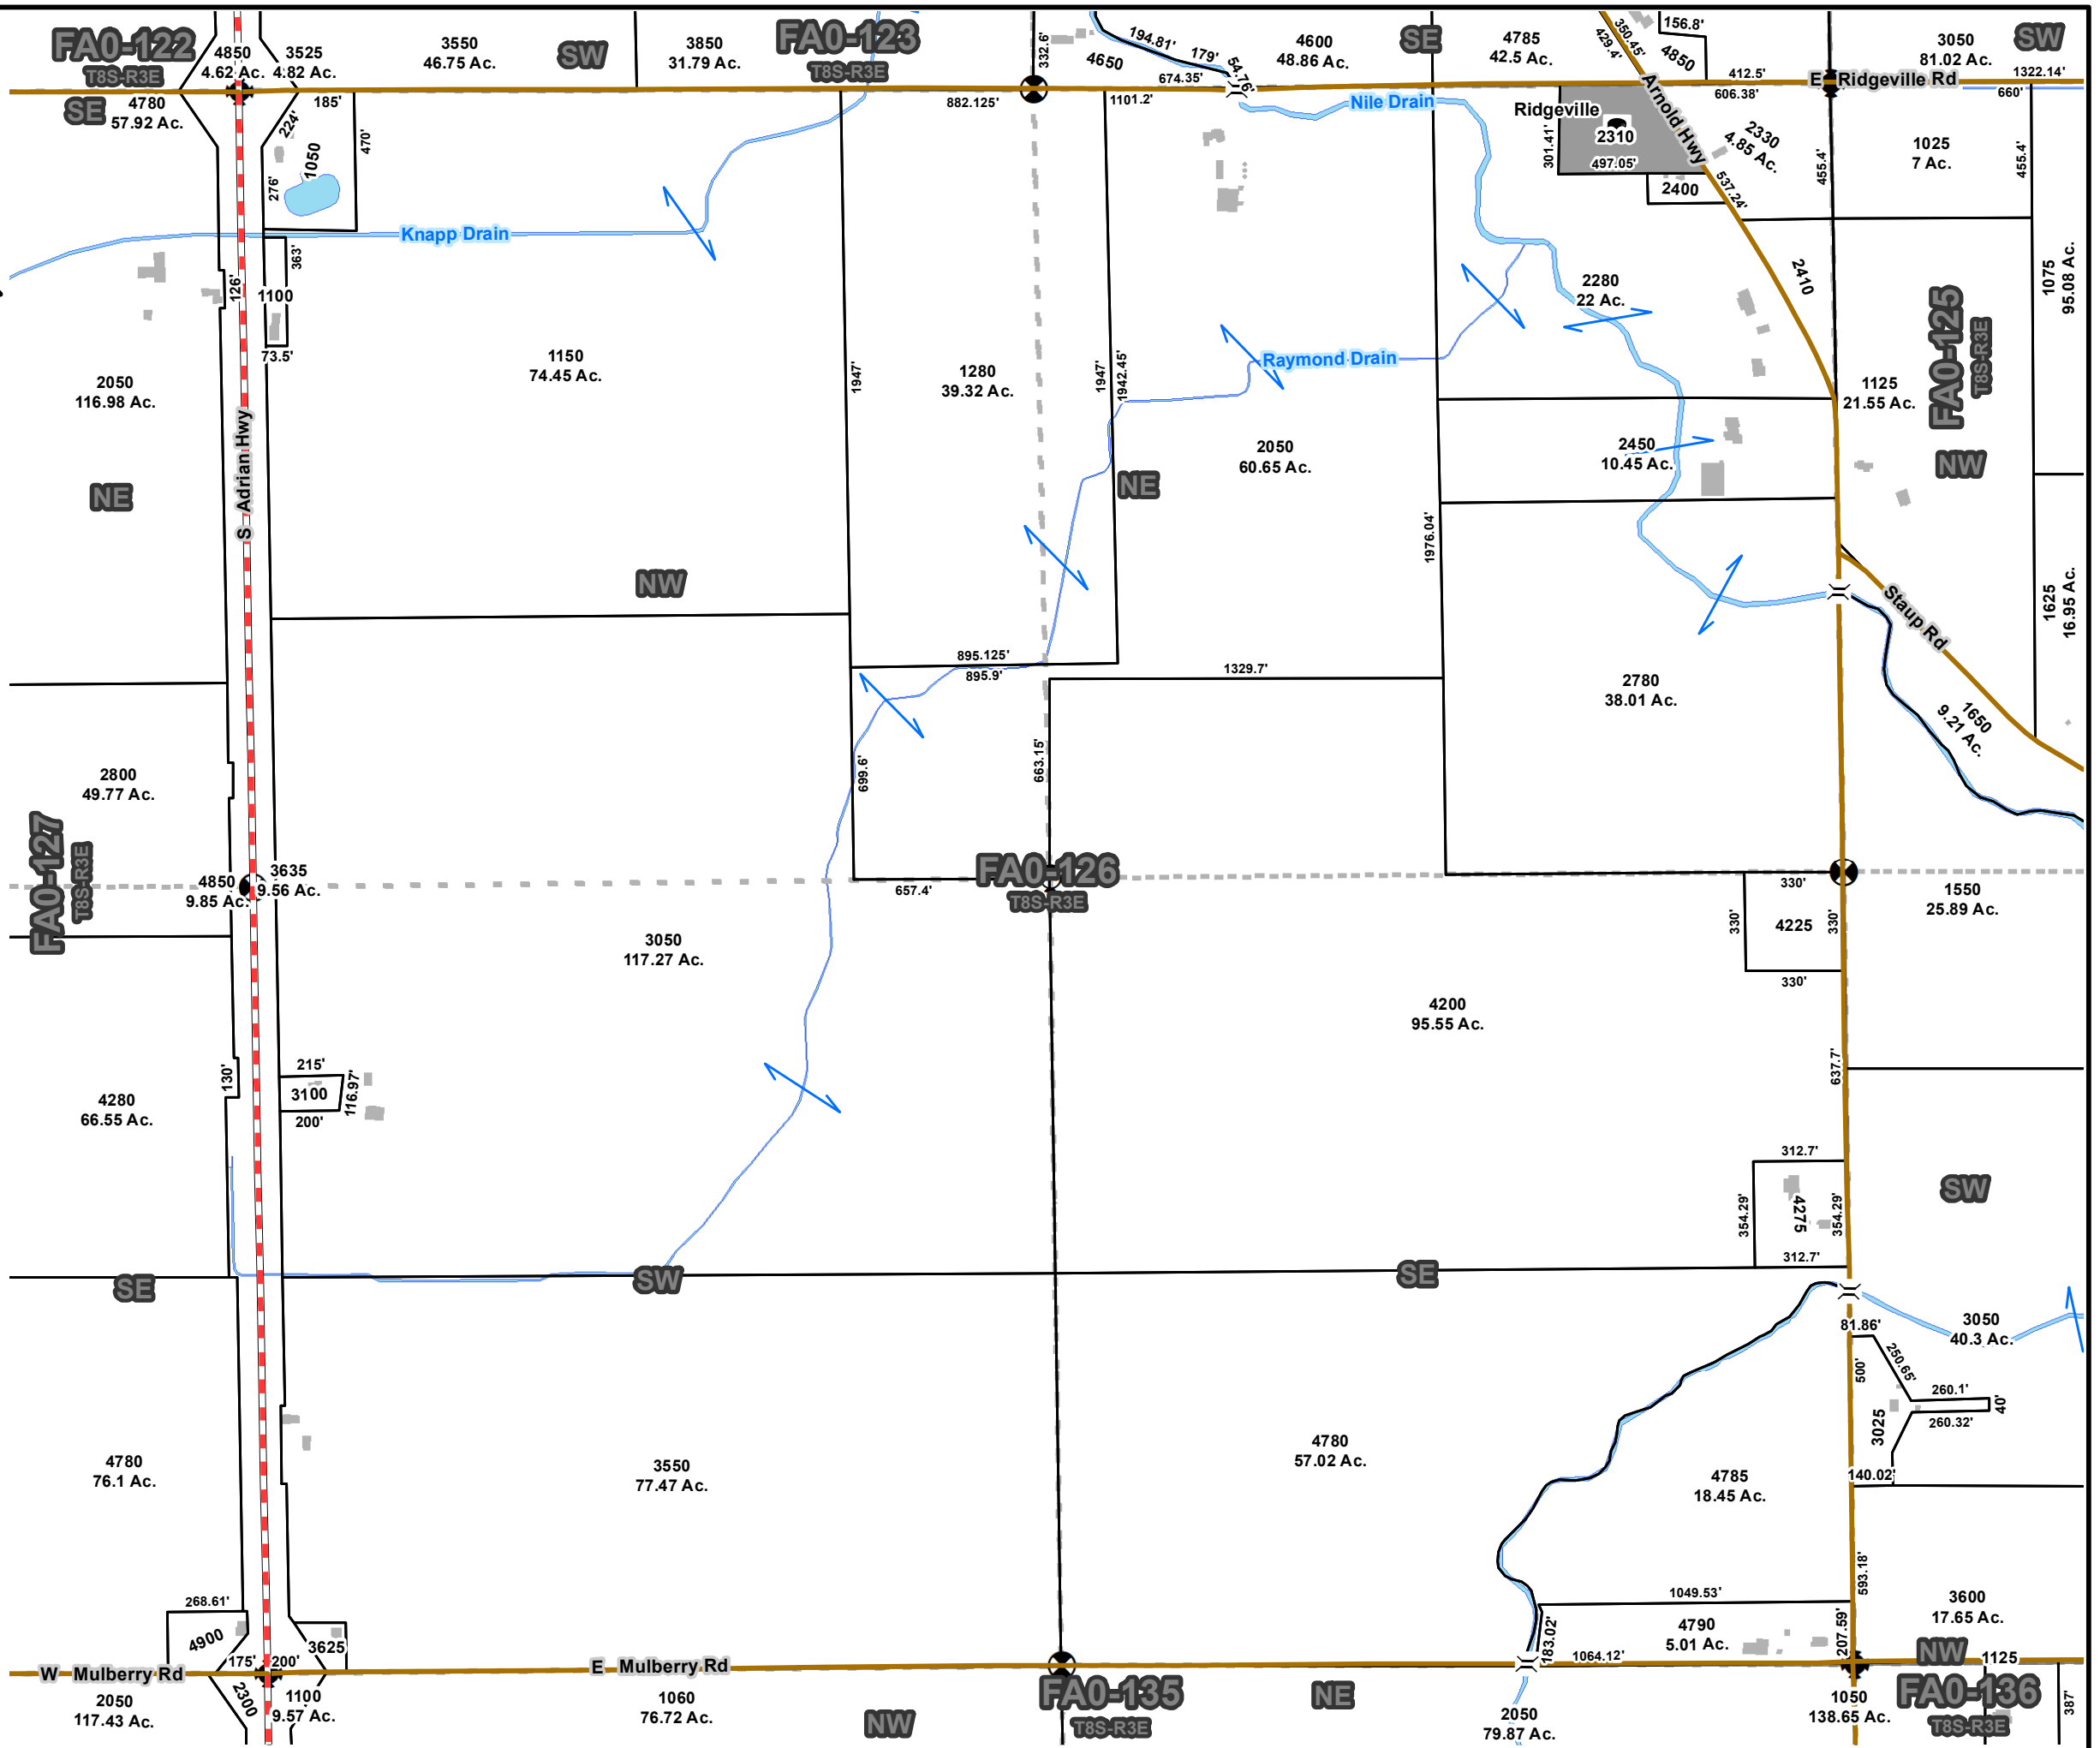 FA0-122
T8S-R3E
4850
4.62 Ac.
3525
4.82 Ac.
3550
46.75 Ac.
SW
3850
31.79 Ac.
FA0-123
T8S-R3E
332.6'
4650
194.81'
179'
54.76'
674.35'
4600
48.86 Ac.
SE
4785
42.5 Ac.
350.45'
429.4'
156.8'
4850
412.5'
606.38'
E Ridgeville Rd
3050
81.02 Ac.
SW
1322.14'
660'
SE
4780
57.92 Ac.
185'
224'
1050
276'
470'
882.125'
1101.2'
Nile Drain
Ridgeville
2310
301.41'
497.05'
Arnold Hwy
2330
4.85 Ac.
2400
537.24'
455.4'
1025
7 Ac.
455.4'
Knapp Drain
363'
126'
1100
73.5'
2050
116.98 Ac.
S Adrian Hwy
NE
1150
74.45 Ac.
1947'
1280
39.32 Ac.
1947'
1942.45'
Raymond Drain
2280
22 Ac.
2410
1075
95.08 Ac.
FA0-125
T8S-R3E
1125
21.55 Ac.
NW
2050
60.65 Ac.
NE
2450
10.45 Ac.
1976.04'
NW
1625
16.95 Ac.
Staup Rd
895.125'
895.9'
1329.7'
2780
38.01 Ac.
1650
9.21 Ac.
2800
49.77 Ac.
699.6'
663.15'
FA0-127
T8S-R3E
4850
9.85 Ac.
3635
9.56 Ac.
657.4'
FA0-126
T8S-R3E
330'
330'
4225
330'
330'
1550
25.89 Ac.
3050
117.27 Ac.
4200
95.55 Ac.
637.7'
130'
215'
3100
116.97'
200'
4280
66.55 Ac.
312.7'
354.29'
4275
354.29'
312.7'
SW
SE
SW
SE
3050
40.3 Ac.
81.86'
250.65'
500'
260.1'
40'
260.32'
3025
140.02'
4780
76.1 Ac.
3550
77.47 Ac.
4780
57.02 Ac.
4785
18.45 Ac.
593.18'
268.61'
4900
175'
200'
3625
1049.53'
183.02'
4790
5.01 Ac.
207.59'
1064.12'
3600
17.65 Ac.
W Mulberry Rd
E Mulberry Rd
NW
1125
2050
117.43 Ac.
2300
1100
9.57 Ac.
1060
76.72 Ac.
NW
FA0-135
T8S-R3E
NE
2050
79.87 Ac.
1050
138.65 Ac.
FA0-136
T8S-R3E
387'